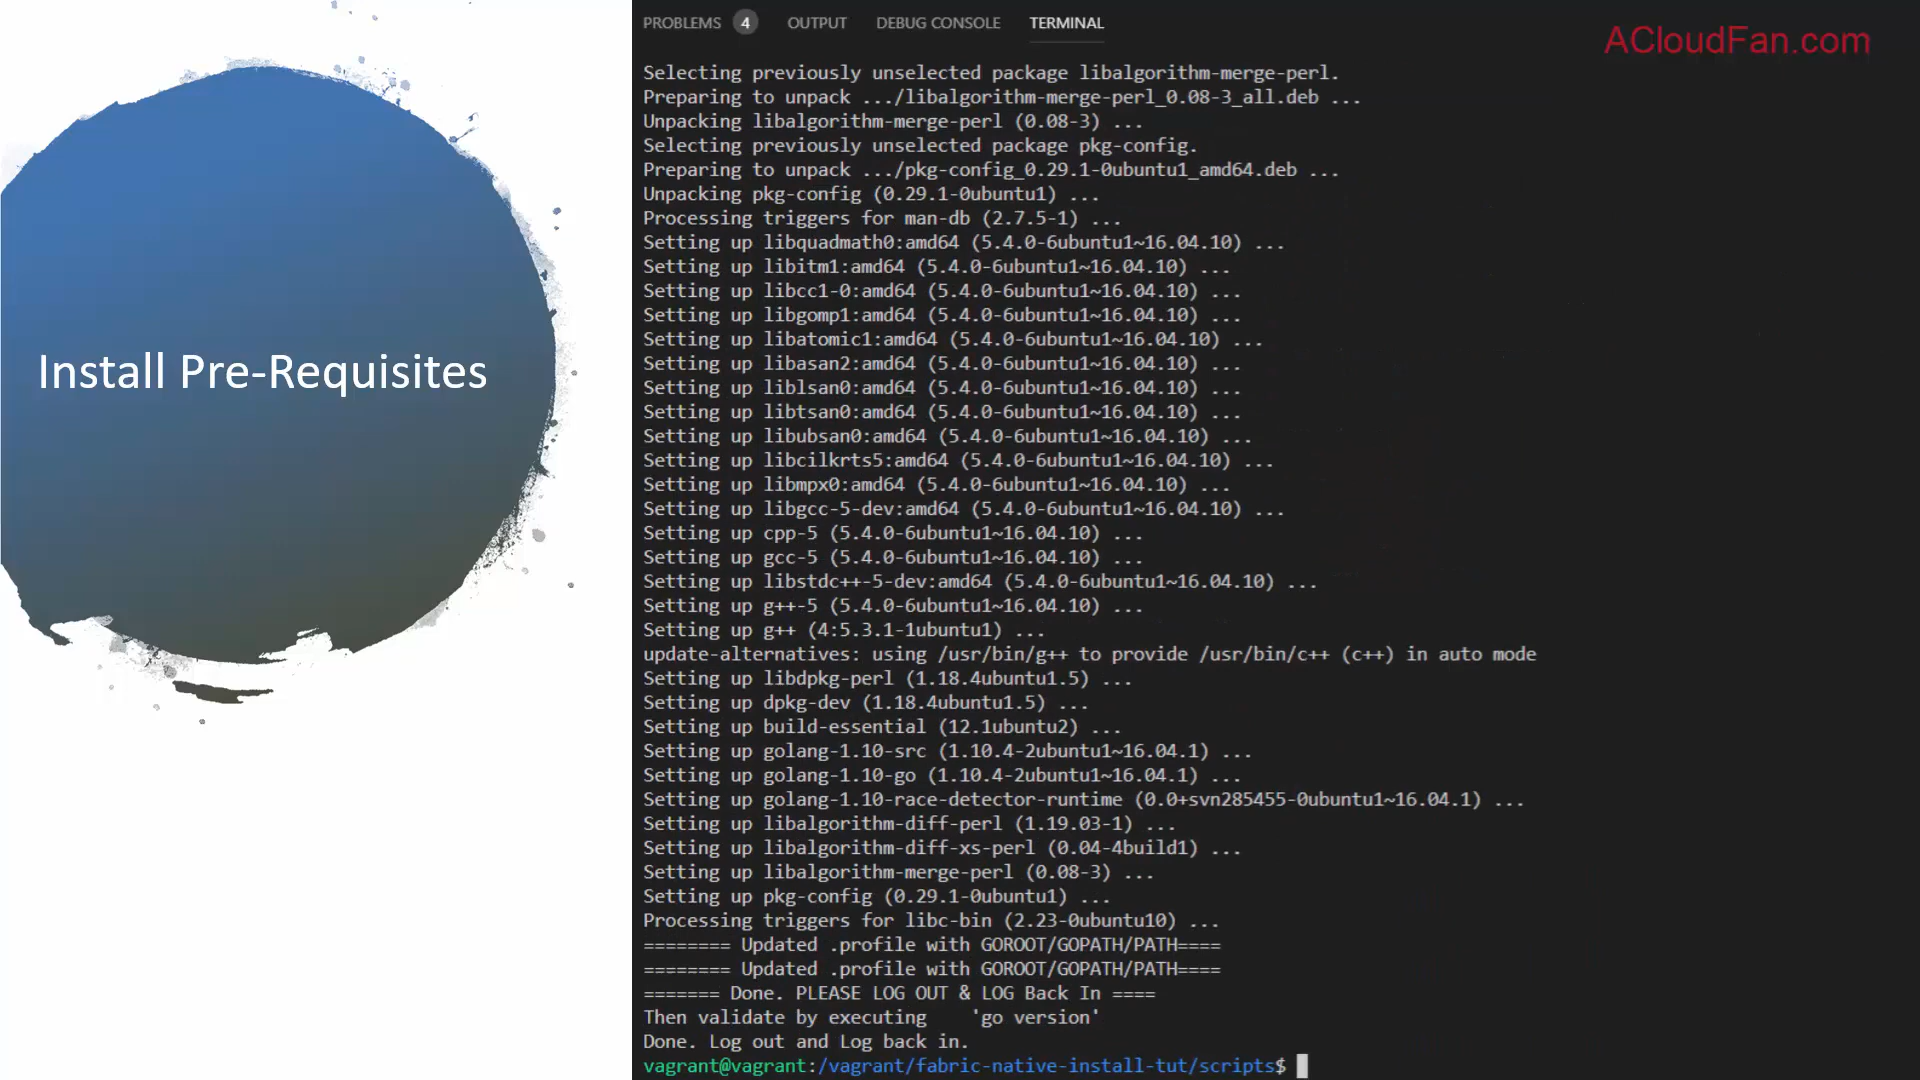 Install Pre-Requisites
PROBLEMS 4 OUTPUT DEBUG CONSOLE TERMINAL
ACloudFan.com
Selecting previously unselected package libalgorithm-merge-perl.
Preparing to unpack .../libalgorithm-merge-perl_0.08-3_all.deb ...
Unpacking libalgorithm-merge-perl (0.08-3) ...
Selecting previously unselected package pkg-config.
Preparing to unpack .../pkg-config_0.29.1-0ubuntu1_amd64.deb ...
Unpacking pkg-config (0.29.1-0ubuntu1) ...
Processing triggers for man-db (2.7.5-1) ...
Setting up libquadmath0:amd64 (5.4.0-6ubuntu1~16.04.10) ...
Setting up libitm1:amd64 (5.4.0-6ubuntu1~16.04.10) ...
Setting up libcc1-0:amd64 (5.4.0-6ubuntu1~16.04.10) ...
Setting up libgomp1:amd64 (5.4.0-6ubuntu1~16.04.10) ...
Setting up libatomic1:amd64 (5.4.0-6ubuntu1~16.04.10) ...
Setting up libasan2:amd64 (5.4.0-6ubuntu1~16.04.10) ...
Setting up liblsan0:amd64 (5.4.0-6ubuntu1~16.04.10) ...
Setting up libtsan0:amd64 (5.4.0-6ubuntu1~16.04.10) ...
Setting up libubsan0:amd64 (5.4.0-6ubuntu1~16.04.10) ...
Setting up libcilkrts5:amd64 (5.4.0-6ubuntu1~16.04.10) ...
Setting up libmpx0:amd64 (5.4.0-6ubuntu1~16.04.10) ...
Setting up libgcc-5-dev:amd64 (5.4.0-6ubuntu1~16.04.10) ...
Setting up cpp-5 (5.4.0-6ubuntu1~16.04.10) ...
Setting up gcc-5 (5.4.0-6ubuntu1~16.04.10) ...
Setting up libstdc++-5-dev:amd64 (5.4.0-6ubuntu1~16.04.10) ...
Setting up g++-5 (5.4.0-6ubuntu1~16.04.10) ...
Setting up g++ (4:5.3.1-1ubuntu1) ...
update-alternatives: using /usr/bin/g++ to provide /usr/bin/c++ (c++) in auto mode
Setting up libdpkg-perl (1.18.4ubuntu1.5) ...
Setting up dpkg-dev (1.18.4ubuntu1.5) ...
Setting up build-essential (12.1ubuntu2) ...
Setting up golang-1.10-src (1.10.4-2ubuntu1~16.04.1) ...
Setting up golang-1.10-go (1.10.4-2ubuntu1~16.04.1) ...
Setting up golang-1.10-race-detector-runtime (0.0+svn285455-0ubuntu1~16.04.1) ...
Setting up libalgorithm-diff-perl (1.19.03-1) ...
Setting up libalgorithm-diff-xs-perl (0.04-4build1) ...
Setting up libalgorithm-merge-perl (0.08-3) ...
Setting up pkg-config (0.29.1-0ubuntu1) ...
Processing triggers for libc-bin (2.23-0ubuntu10) ...
======== Updated .profile with GOROOT/GOPATH/PATH====
======== Updated .profile with GOROOT/GOPATH/PATH====
======= Done. PLEASE LOG OUT & LOG Back In ====
Then validate by executing    'go version'
Done. Log out and Log back in.
vagrant@vagrant:/vagrant/fabric-native-install-tut/scripts$